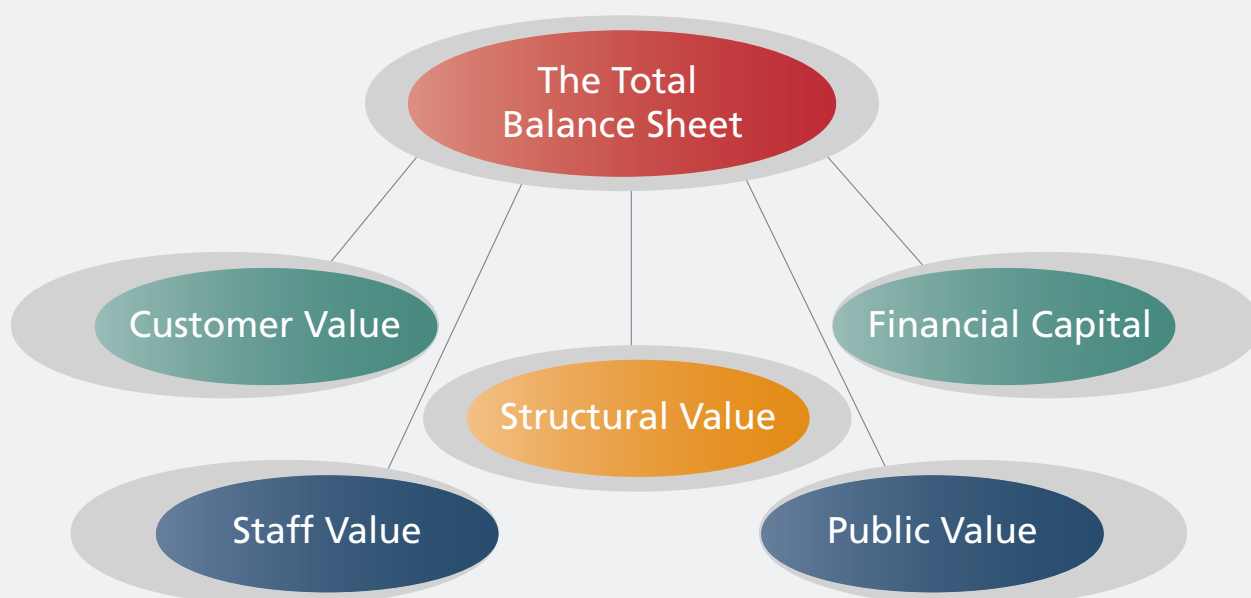 The Total
Balance Sheet
Customer Value
Financial Capital
Structural Value
Staff Value
Public Value